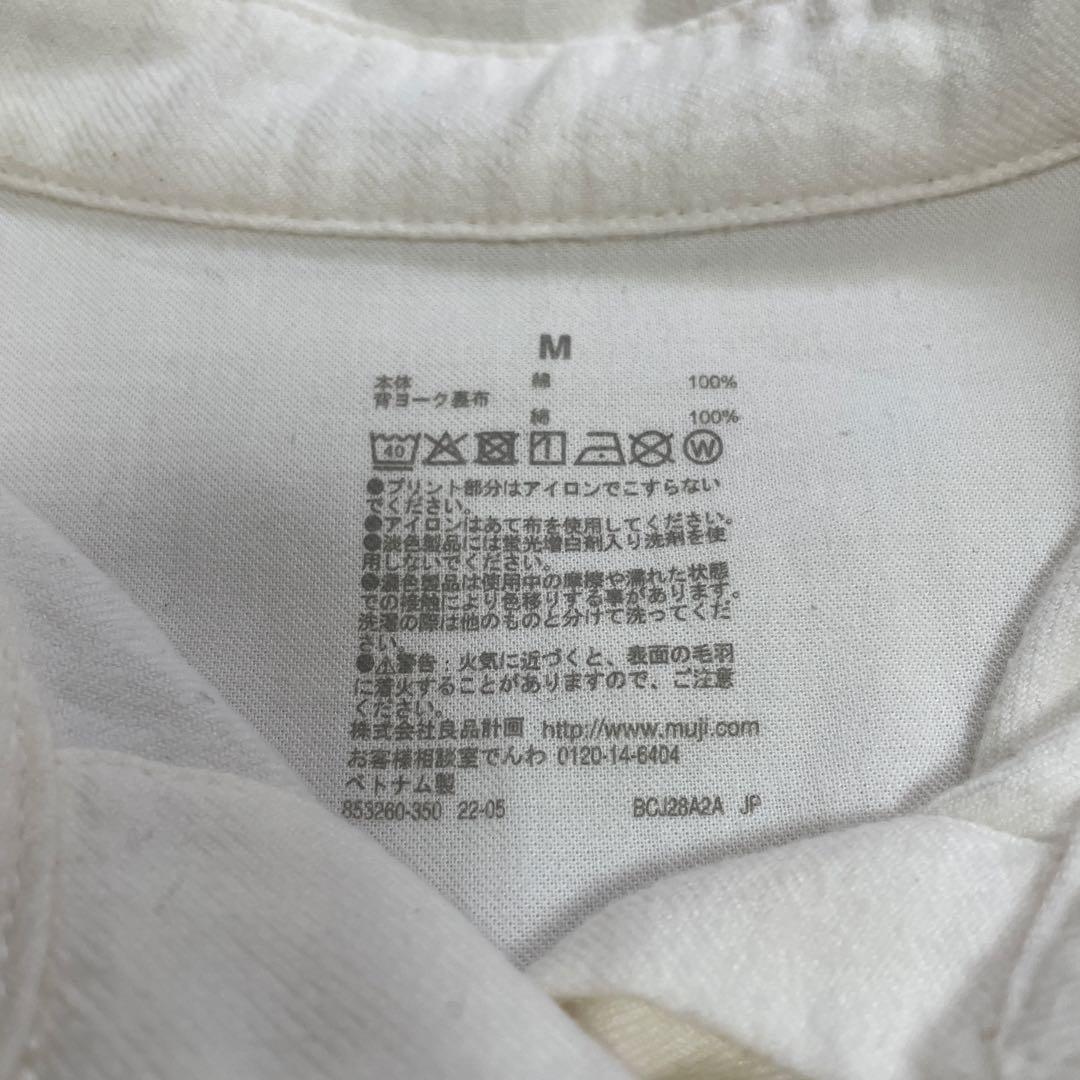 M
本体 綿 100%
背ヨーク裏布
綿 100%
40 W
●プリント部分はアイロンでこすらない
でください。
●アイロンはあて布を使用してください。
●淡色製品には蛍光増白剤入り洗剤を使
用しないでください。
●濃色製品は使用中の摩擦や濡れた状態
での接触により色移りする事があります。
洗濯の際は他のものと分けて洗ってくだ
さい。
●⚠警告：火気に近づくと、表面の毛羽
に着火することがありますので、ご注意
ください。
株式会社良品計画 http://www.muji.com
お客様相談室でんわ 0120-14-6404
ベトナム製
853260-350 22-05 BCJ28A2A JP